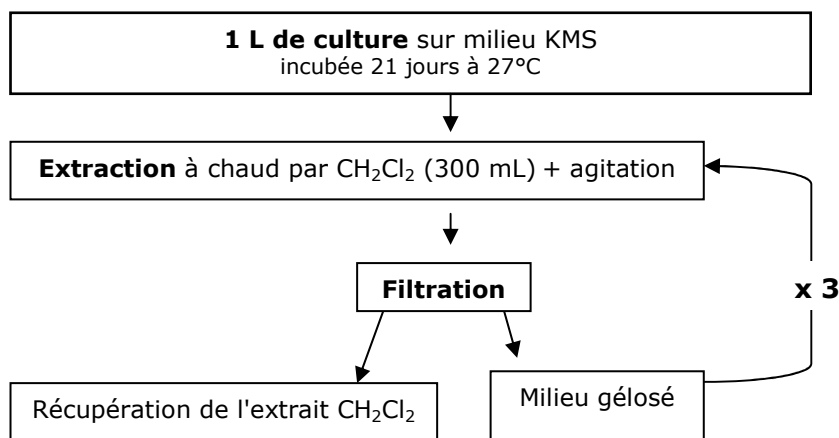 1 L de culture sur milieu KMS
incubée 21 jours à 27°C
Extraction à chaud par CH₂Cl₂ (300 mL) + agitation
Filtration
x 3
Récupération de l'extrait CH₂Cl₂
Milieu gélosé